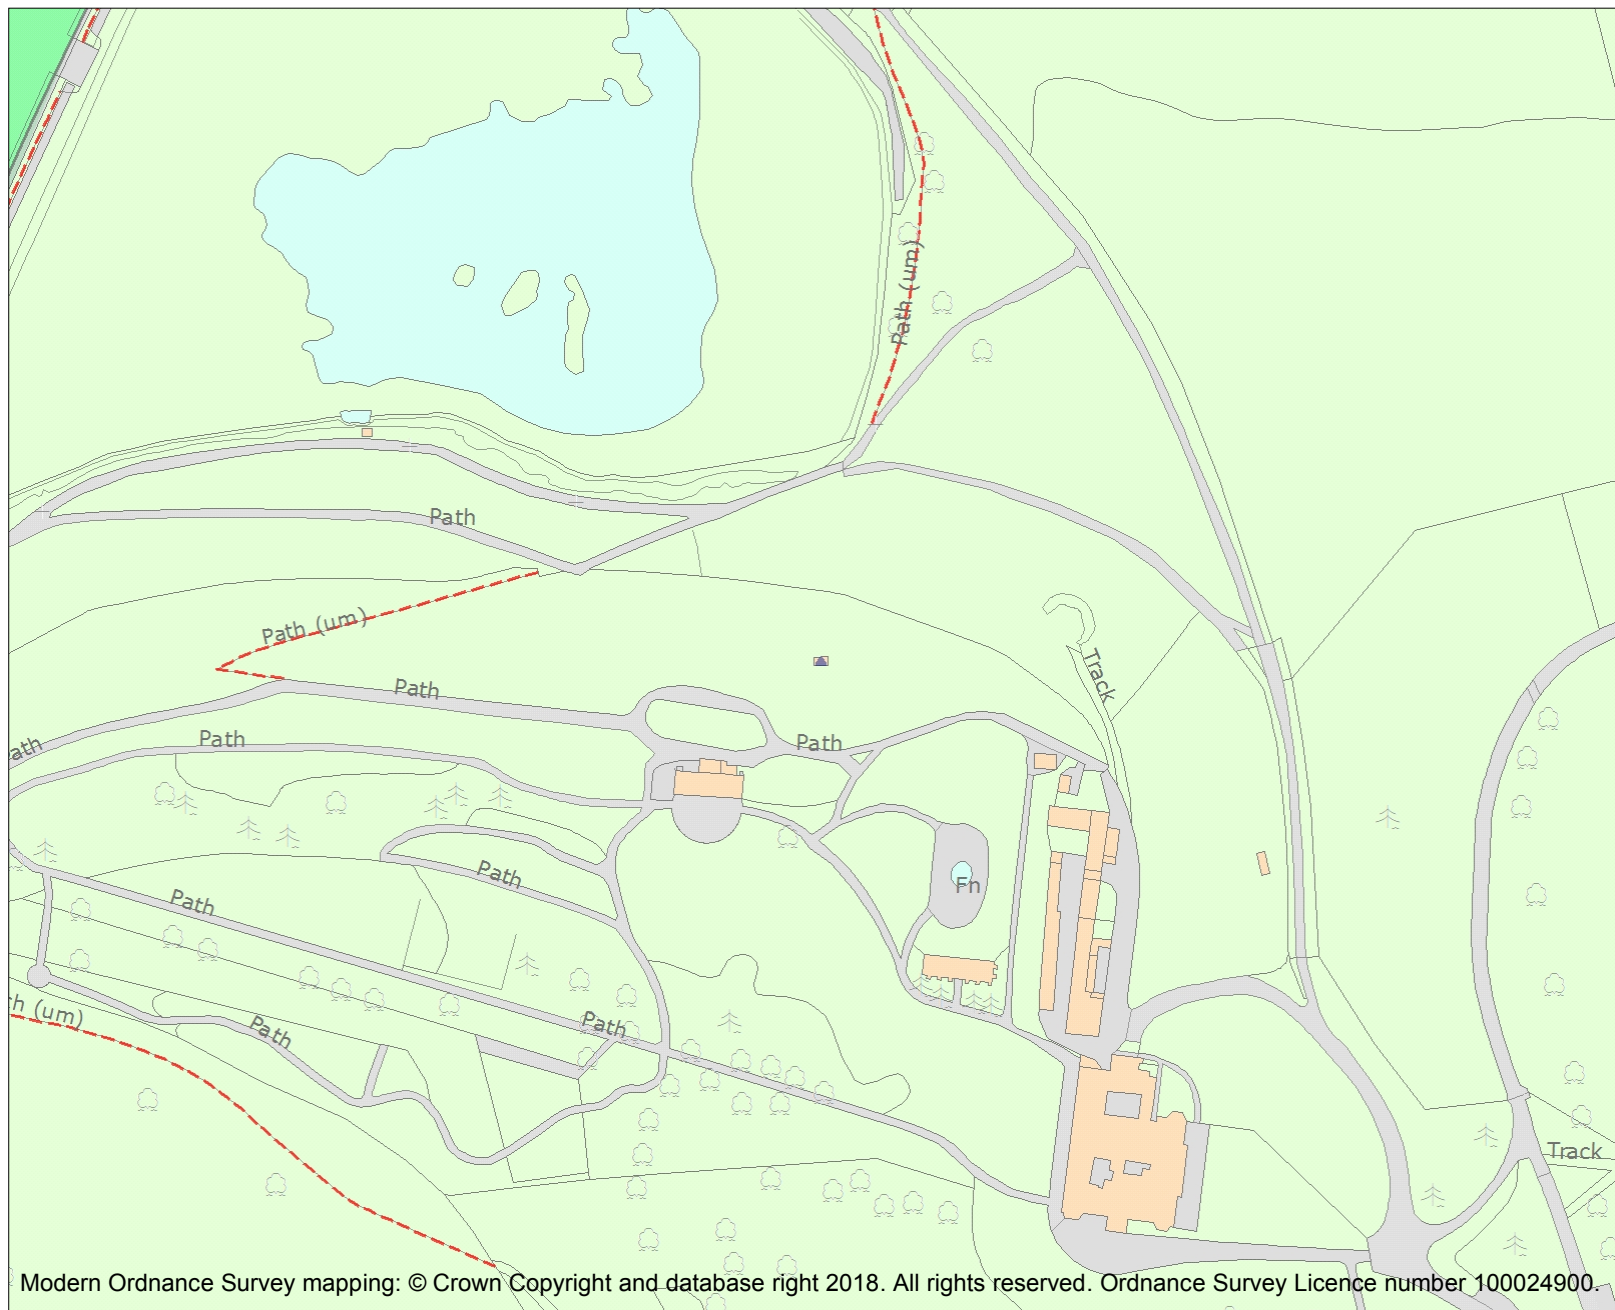 Path (um)
Path
Path (um)
Track
Path
ath
Path
Path
Fn
Path
Path
ch (um)
Path
Path
Track
Modern Ordnance Survey mapping: © Crown Copyright and database right 2018. All rights reserved. Ordnance Survey Licence number 100024900.